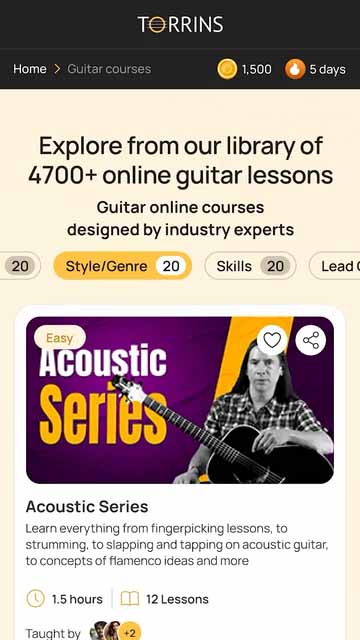 TORRINS
Home > Guitar courses 1,500 5 days
Explore from our library of
4700+ online guitar lessons
Guitar online courses
designed by industry experts
20 Style/Genre 20 Skills 20 Lead
Easy
Acoustic
Series
Acoustic Series
Learn everything from fingerpicking lessons, to
strumming, to slapping and tapping on acoustic guitar,
to concepts of flamenco ideas and more
1.5 hours 12 Lessons
Taught by +2